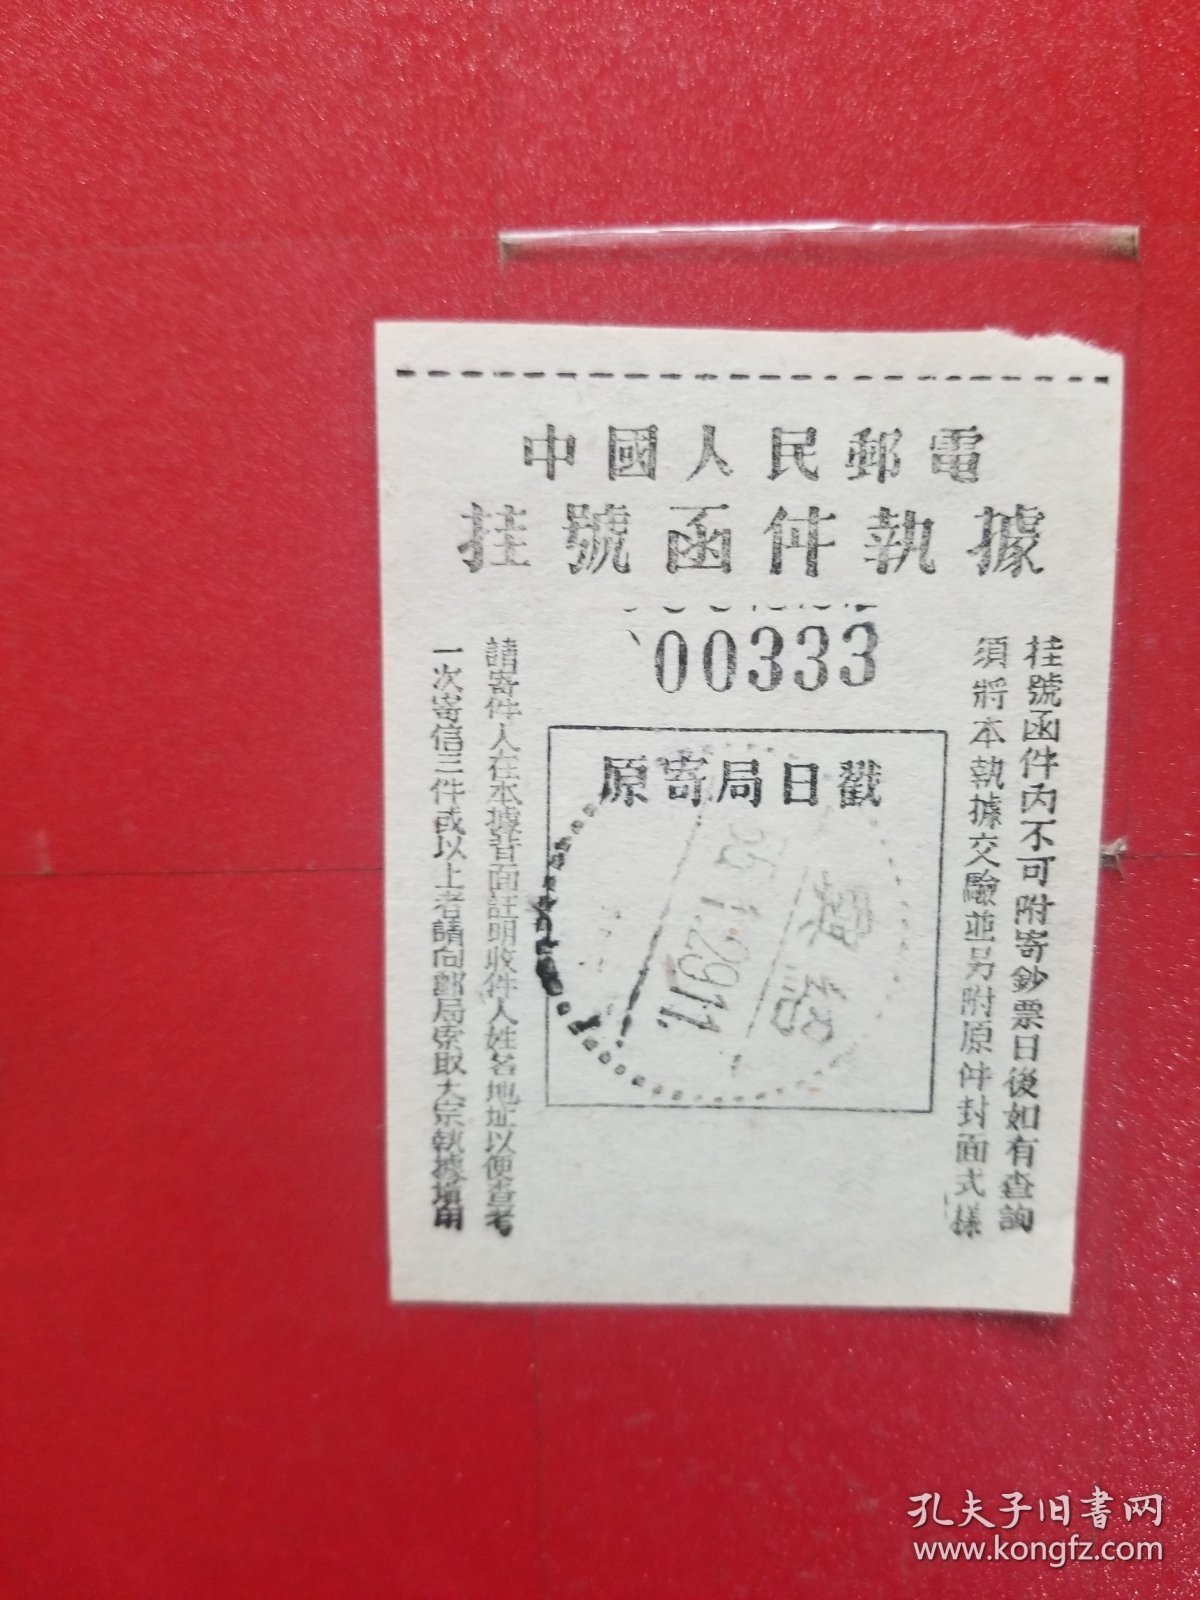 中國人民郵電
挂號函件執據
00333
挂號函件內不可附寄鈔票日後如有查詢
須將本執據交驗並另附原件封面式樣
原寄局日戳
請寄件人在本據背面註明收件人姓名地址以便查考
一次寄信三件或以上者請向郵局索取大宗執據填用
孔夫子旧书网
www.kongfz.com